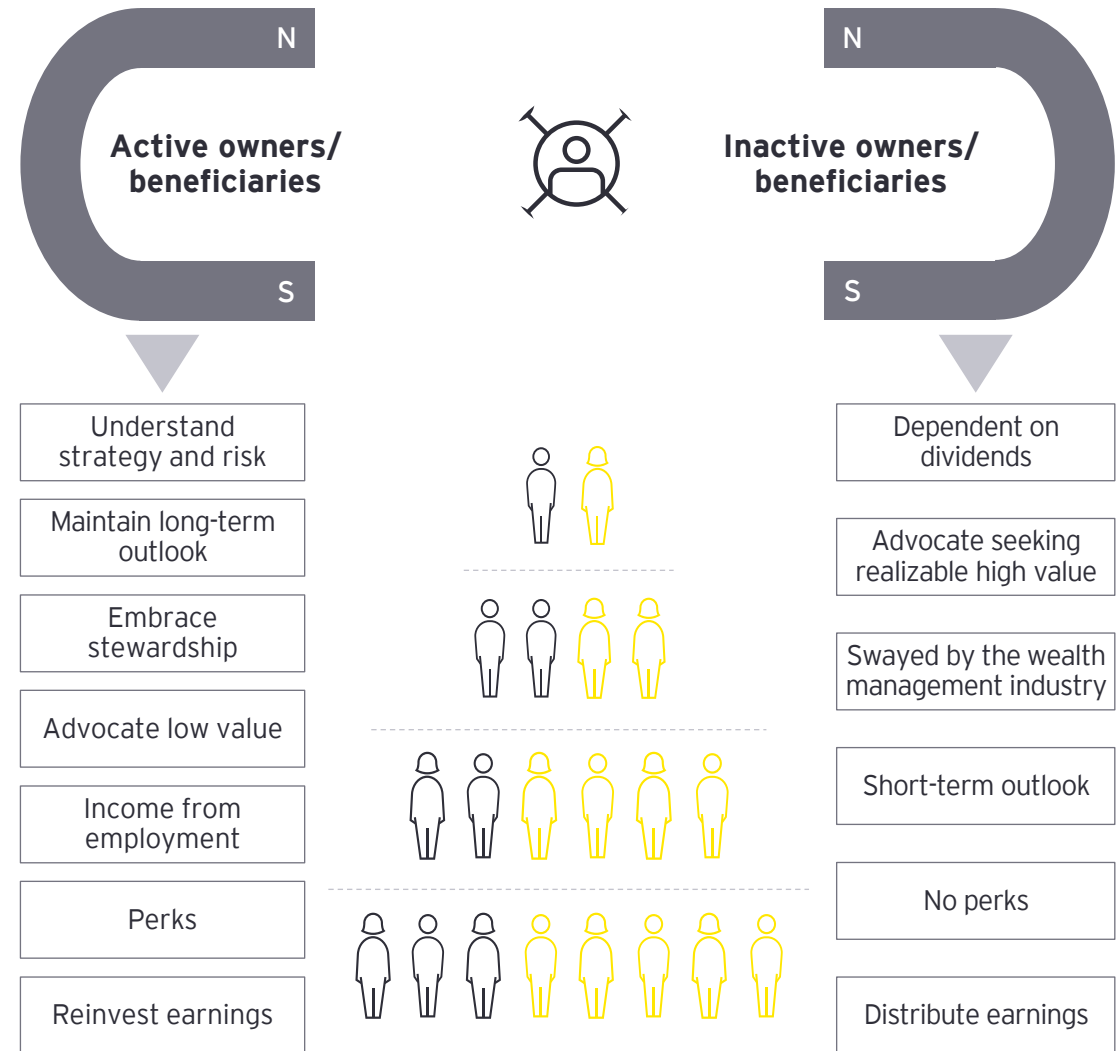 N
Active owners/
beneficiaries
S
Understand
strategy and risk
Maintain long-term
outlook
Embrace
stewardship
Advocate low value
Income from
employment
Perks
Reinvest earnings
N
Inactive owners/
beneficiaries
S
Dependent on
dividends
Advocate seeking
realizable high value
Swayed by the wealth
management industry
Short-term outlook
No perks
Distribute earnings